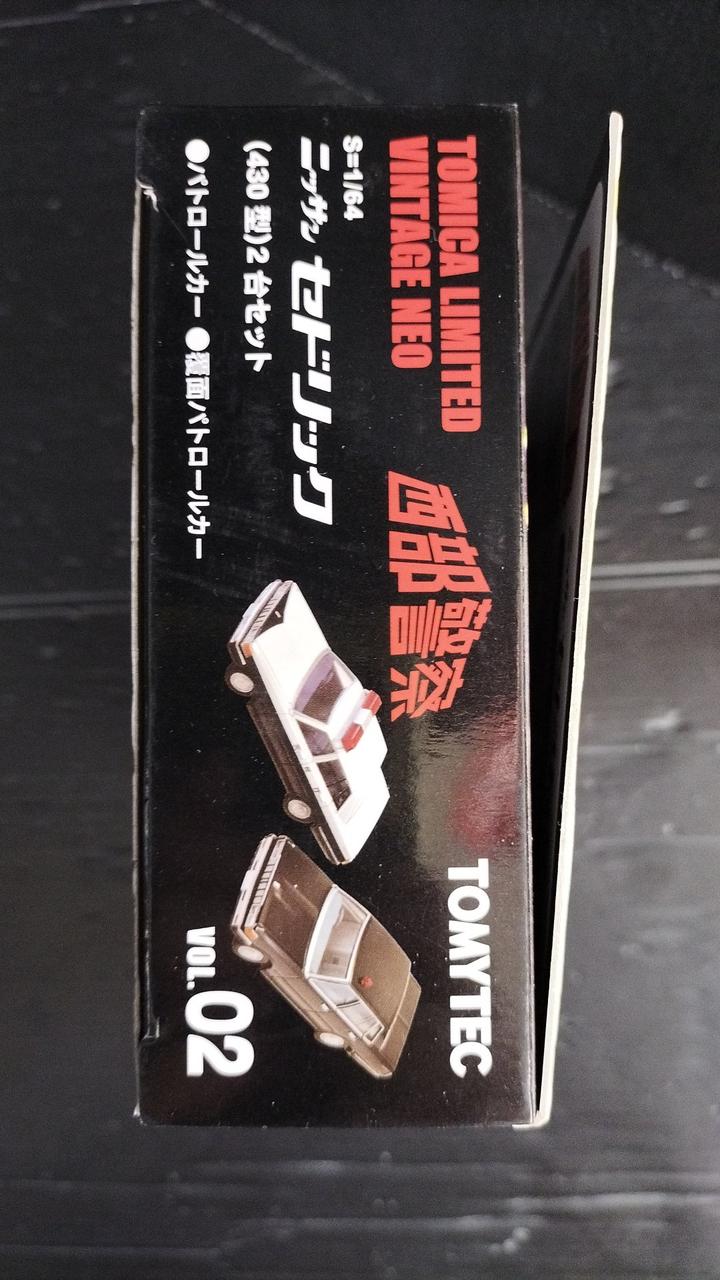 TOMICA LIMITED
VINTAGE NEO
西部警察
TOMYTEC
S=1/64
ニッサン セドリック
(430 型)2 台セット
●パトロールカー ●覆面パトロールカー
VOL.02